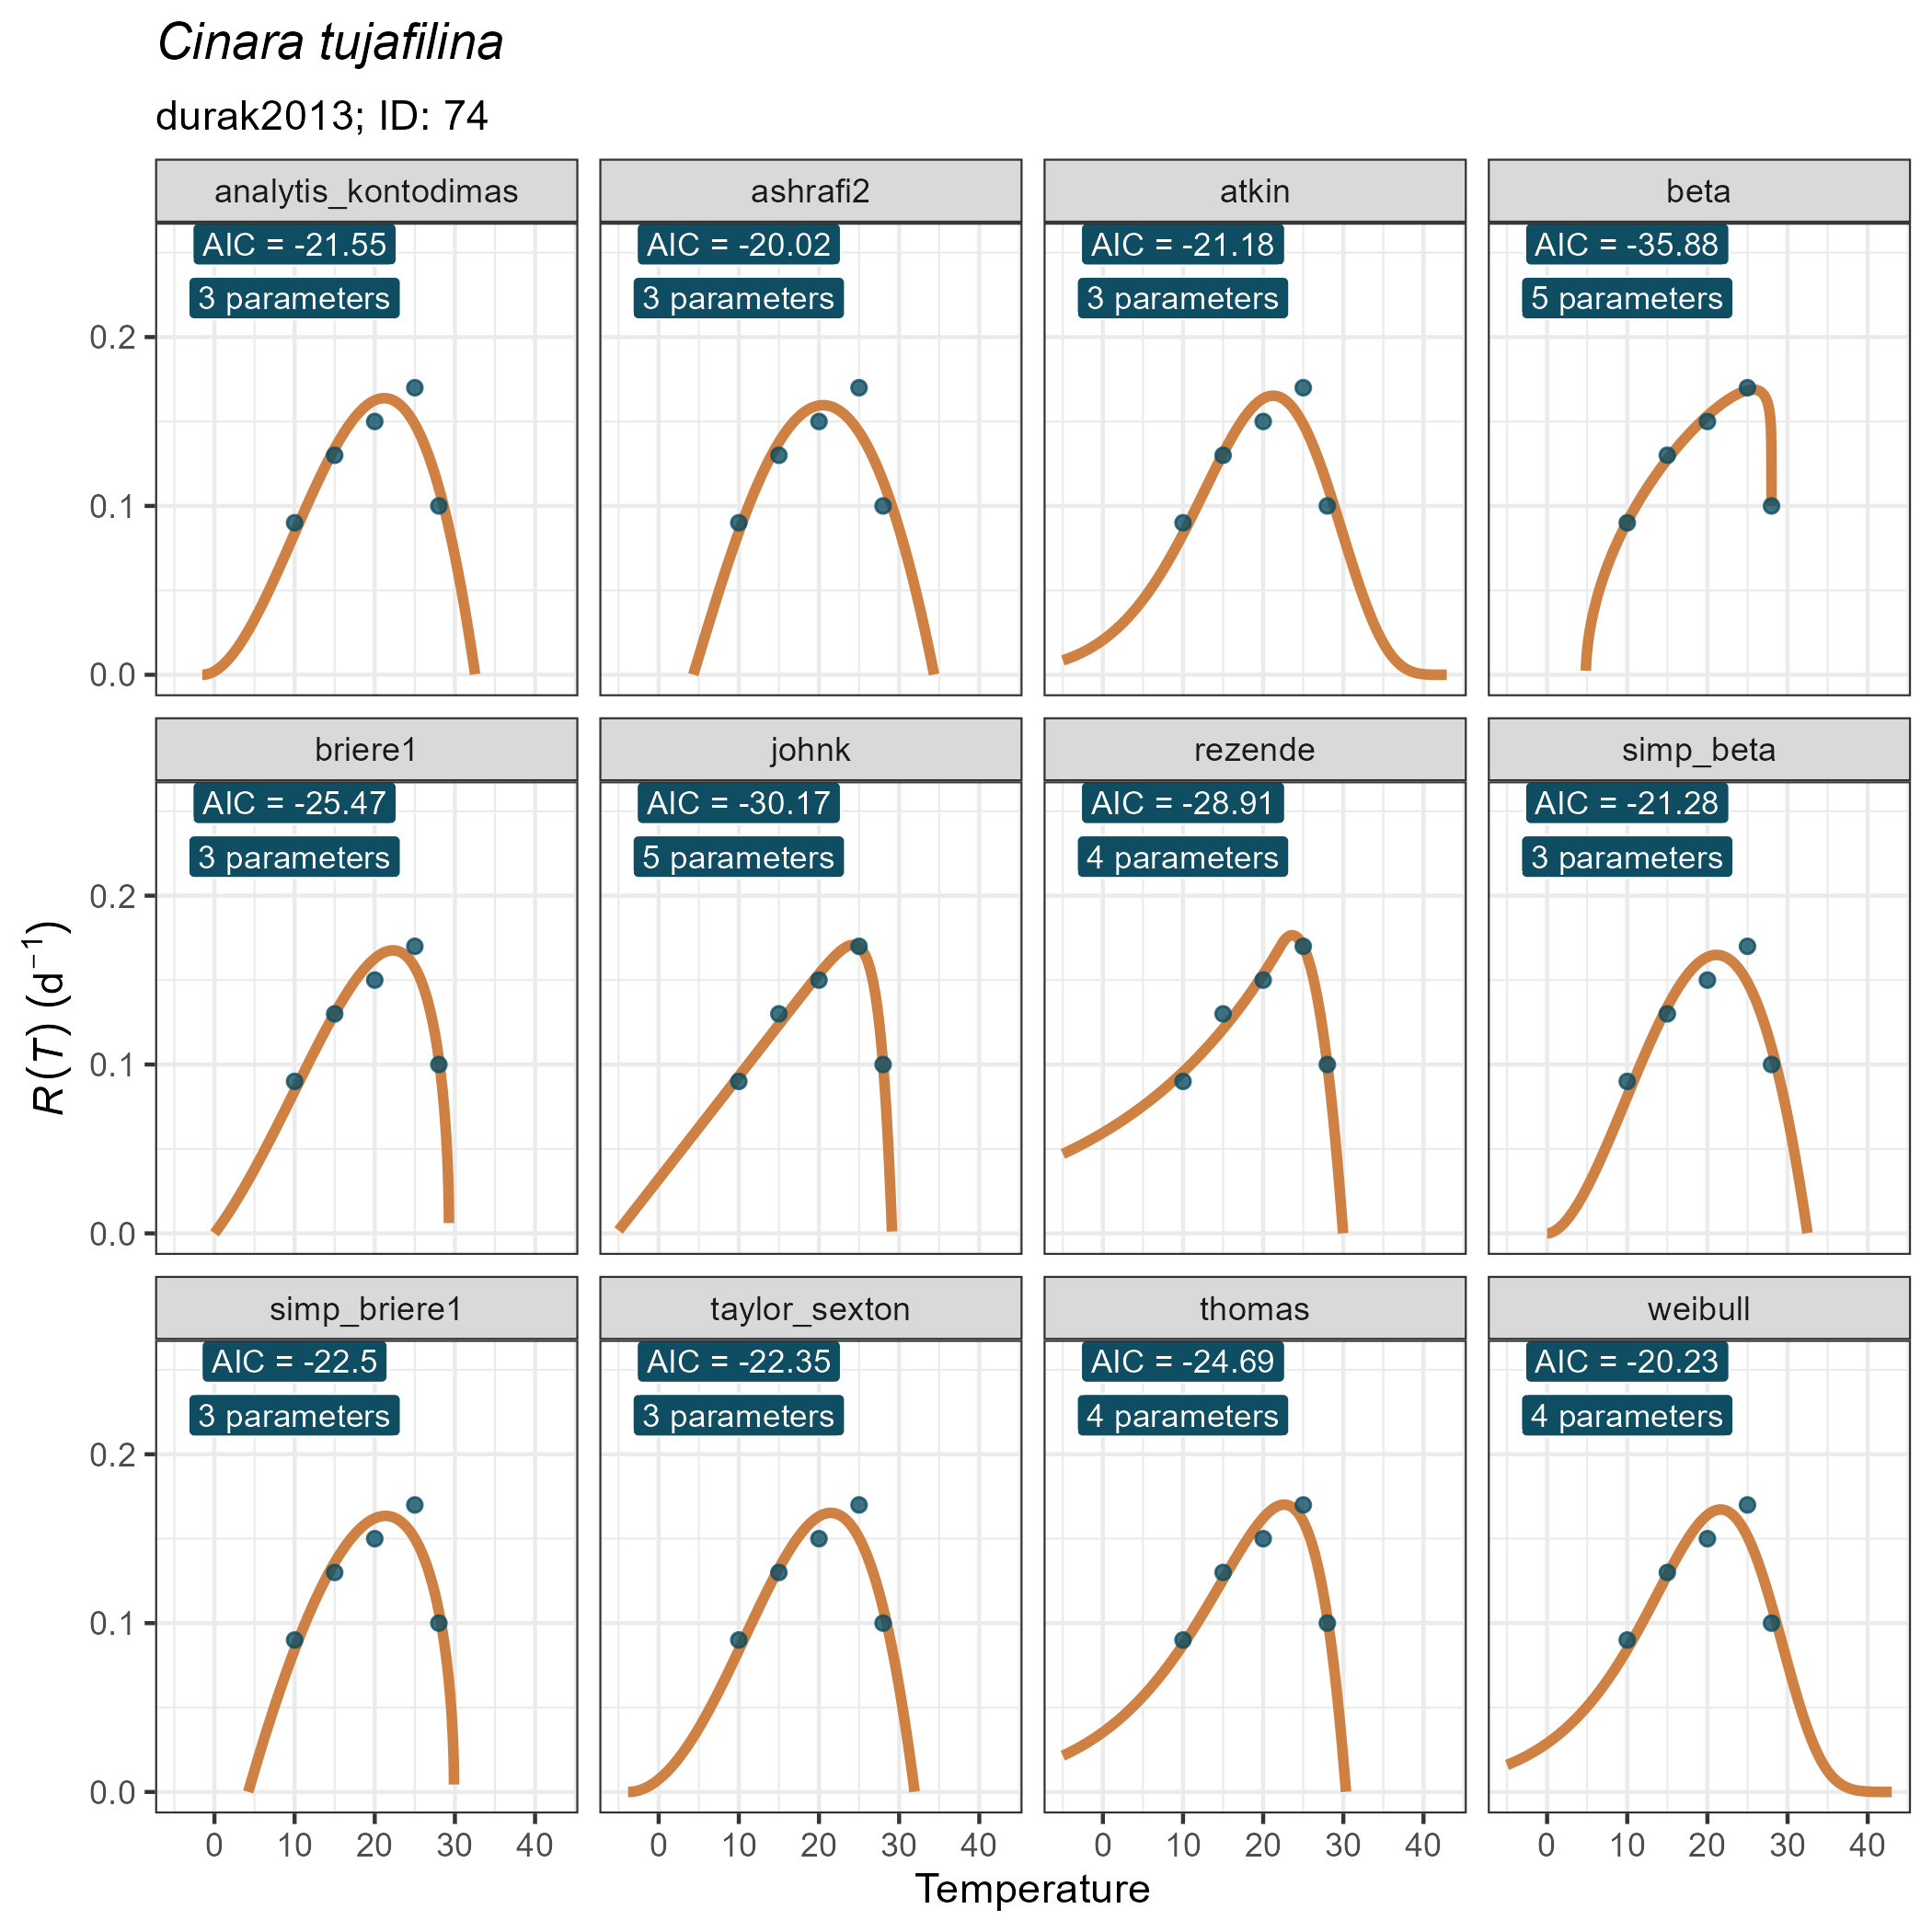 Cinara tujafilina
durak2013; ID: 74
analytis_kontodimas ashrafi2 atkin beta
AIC = -21.55 AIC = -20.02 AIC = -21.18 AIC = -35.88
3 parameters 3 parameters 3 parameters 5 parameters
0.2
0.1
0.0
briere1 johnk rezende simp_beta
AIC = -25.47 AIC = -30.17 AIC = -28.91 AIC = -21.28
3 parameters 5 parameters 4 parameters 3 parameters
0.2
0.1
0.0
R(T) (d⁻¹)
simp_briere1 taylor_sexton thomas weibull
AIC = -22.5 AIC = -22.35 AIC = -24.69 AIC = -20.23
3 parameters 3 parameters 4 parameters 4 parameters
0.2
0.1
0.0
0 10 20 30 40 0 10 20 30 40 0 10 20 30 40 0 10 20 30 40
Temperature